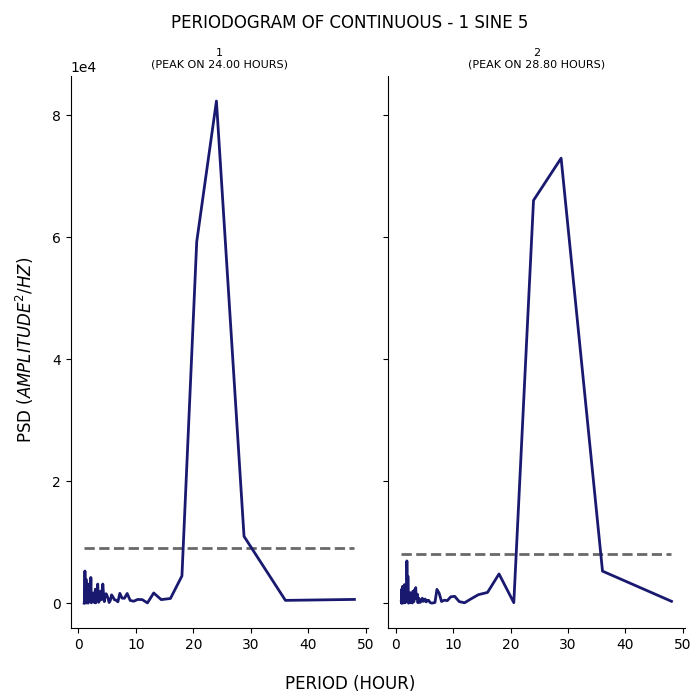 PERIODOGRAM OF CONTINUOUS - 1 SINE 5
1
(PEAK ON 24.00 HOURS)
2
(PEAK ON 28.80 HOURS)
1e4
8
6
4
2
0
PSD (AMPLITUDE²/HZ)
0 10 20 30 40 50
0 10 20 30 40 50
PERIOD (HOUR)